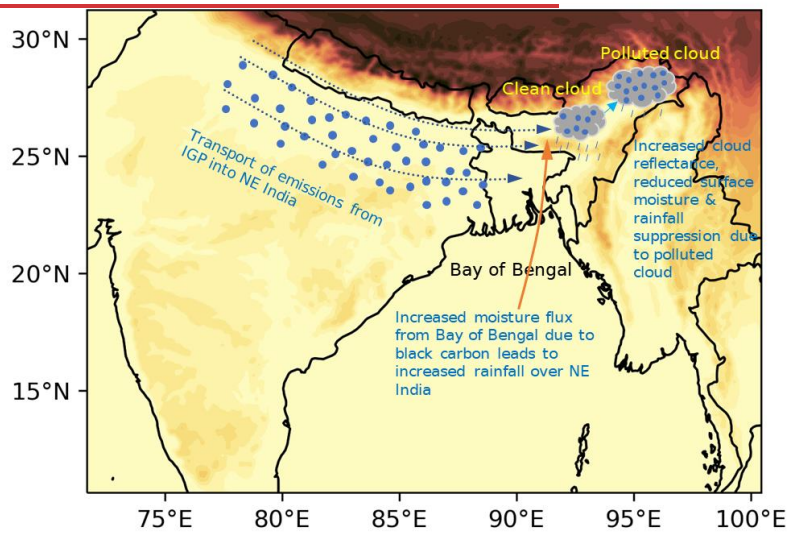 30°N
25°N
20°N
15°N
75°E
80°E
85°E
90°E
95°E
100°E
Polluted cloud
Clean cloud
Transport of emissions from
IGP into NE India
Increased cloud
reflectance,
reduced surface
moisture &
rainfall
suppression due
to polluted
cloud
Bay of Bengal
Increased moisture flux
from Bay of Bengal due to
black carbon leads to
increased rainfall over NE
India